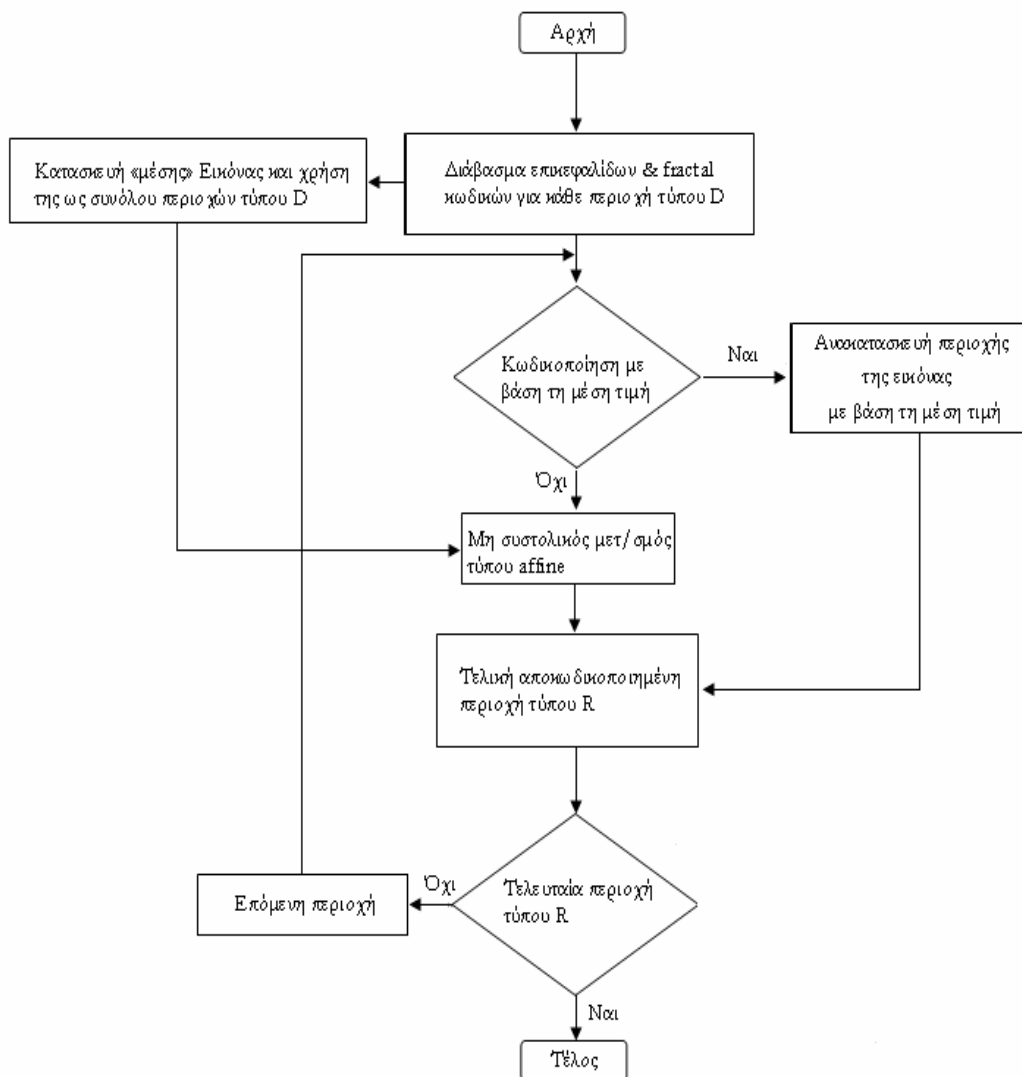 Αρχή
Κατασκευή «μέσης» Εικόνας και χρήση
της ως συνόλου περιοχών τύπου D
Διάβασμα επικεφαλίδων & fractal
κωδικών για κάθε περιοχή τύπου D
Κωδικοποίηση με
βάση τη μέση τιμή
Ναι
Ανακατασκευή περιοχής
της εικόνας
με βάση τη μέση τιμή
Όχι
Μη συστολικός μετ/σμός
τύπου affine
Τελική αποκωδικοποιημένη
περιοχή τύπου R
Τελευταία περιοχή
τύπου R
Όχι
Επόμενη περιοχή
Ναι
Τέλος